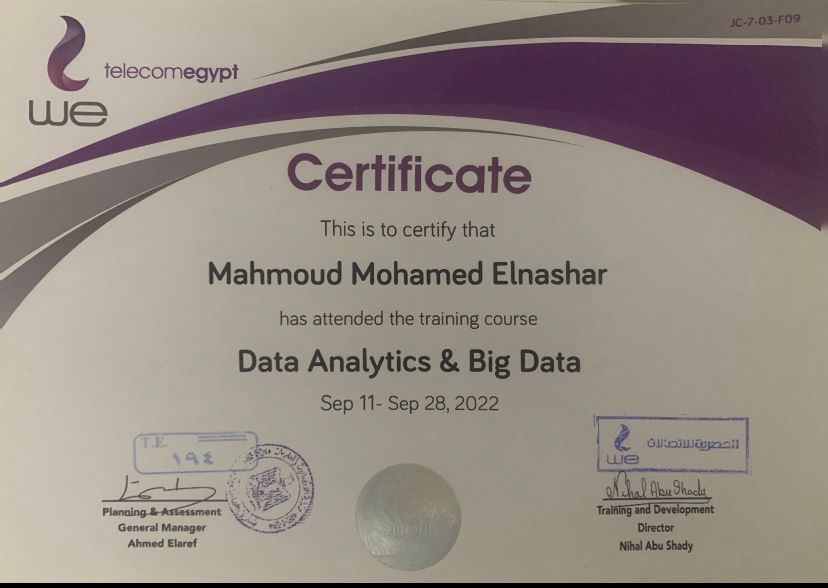 JC-7-03-F09
telecomegypt
we
Certificate
This is to certify that
Mahmoud Mohamed Elnashar
has attended the training course
Data Analytics & Big Data
Sep 11- Sep 28, 2022
T.E.
١٩٤
المصرية للاتصالات
we
Nihal Abu Shady
Planning & Assessment
General Manager
Ahmed Elaref
Training and Development
Director
Nihal Abu Shady